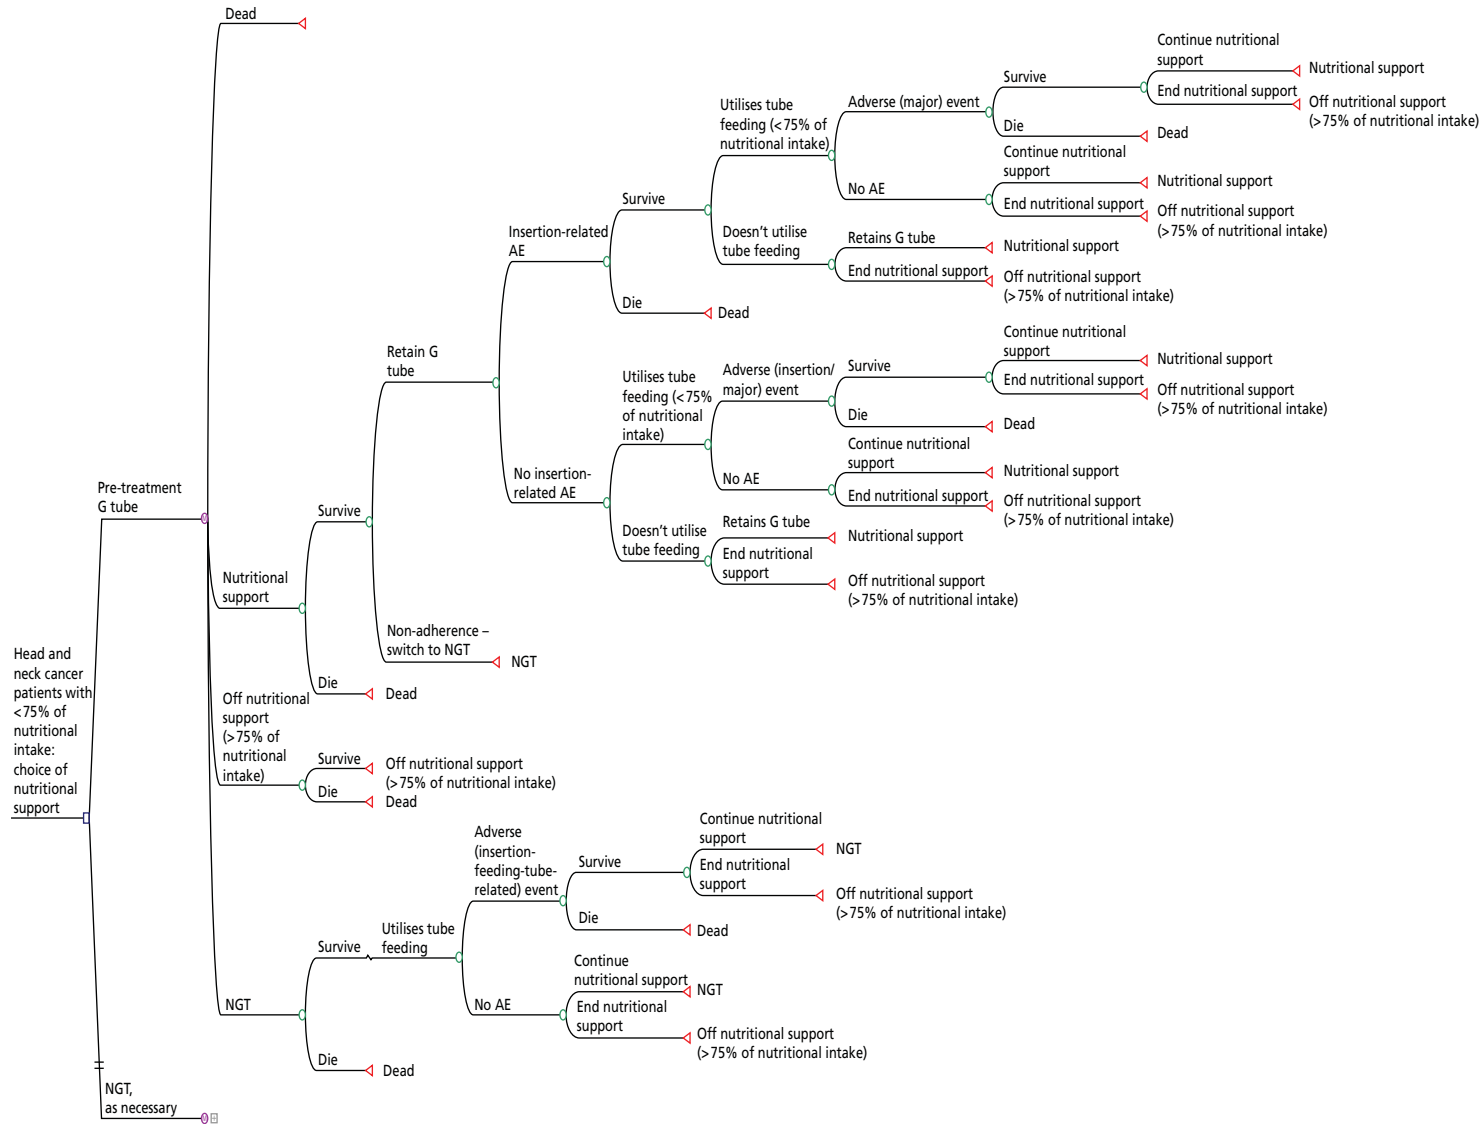 Dead
Continue nutritional
support
Nutritional support
Survive
End nutritional support
Off nutritional support
(>75% of nutritional intake)
Utilises tube
feeding (<75% of
nutritional intake)
Adverse (major) event
Die
Dead
Continue nutritional
support
Nutritional support
No AE
End nutritional support
Off nutritional support
(>75% of nutritional intake)
Survive
Insertion-related
AE
Doesn't utilise
tube feeding
Retains G tube
Nutritional support
End nutritional support
Off nutritional support
(>75% of nutritional intake)
Die
Dead
Retain G
tube
Continue nutritional
support
Nutritional support
Utilises tube
feeding (<75%
of nutritional
intake)
Adverse (insertion/
major) event
Survive
End nutritional support
Off nutritional support
(>75% of nutritional intake)
Die
Dead
Continue nutritional
support
Nutritional support
No AE
End nutritional support
Off nutritional support
(>75% of nutritional intake)
No insertion-
related AE
Doesn't utilise
tube feeding
Retains G tube
Nutritional support
End nutritional
support
Off nutritional support
(>75% of nutritional intake)
Pre-treatment
G tube
Survive
Nutritional
support
Non-adherence –
switch to NGT
NGT
Die
Dead
Head and
neck cancer
patients with
<75% of
nutritional
intake:
choice of
nutritional
support
Off nutritional
support
(>75% of
nutritional
intake)
Survive
Off nutritional support
(>75% of nutritional intake)
Die
Dead
Adverse
(insertion-
feeding-tube-
related) event
Survive
Continue nutritional
support
NGT
End nutritional
support
Off nutritional support
(>75% of nutritional intake)
Die
Dead
Survive
Utilises tube
feeding
Continue
nutritional support
NGT
No AE
End nutritional
support
Off nutritional support
(>75% of nutritional intake)
NGT
Die
Dead
NGT,
as necessary